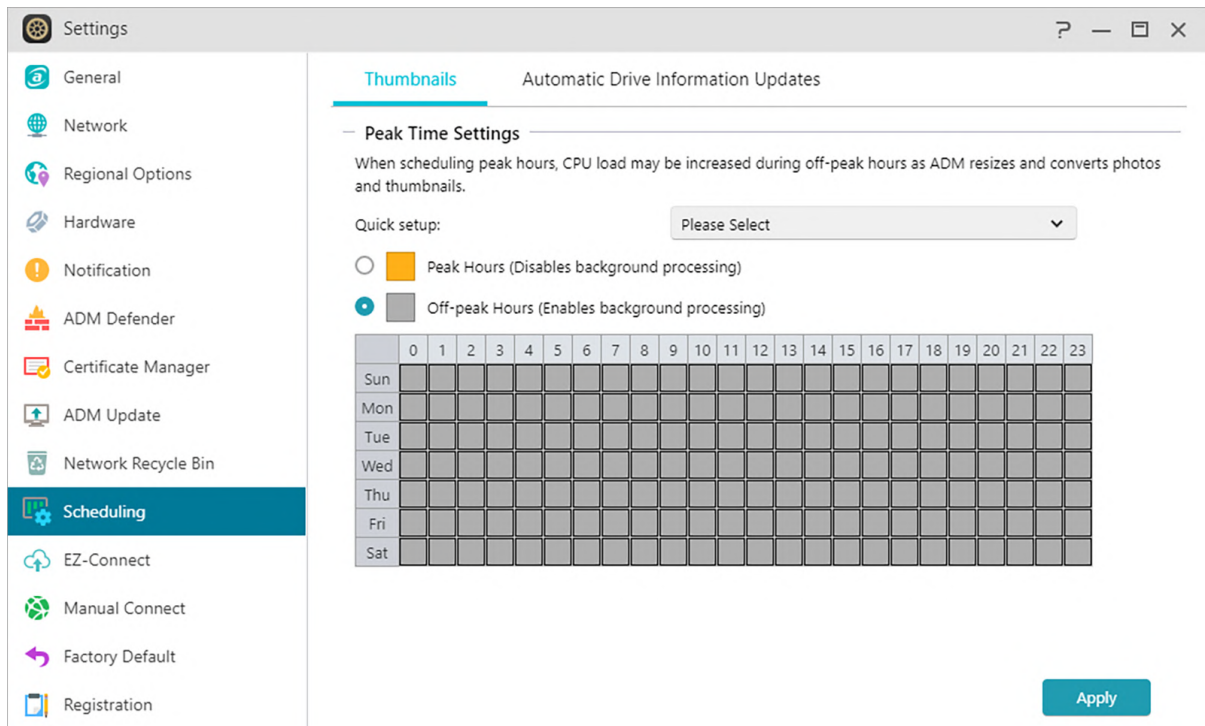 Settings
General
Network
Regional Options
Hardware
Notification
ADM Defender
Certificate Manager
ADM Update
Network Recycle Bin
Scheduling
EZ-Connect
Manual Connect
Factory Default
Registration
Thumbnails
Automatic Drive Information Updates
Peak Time Settings
When scheduling peak hours, CPU load may be increased during off-peak hours as ADM resizes and converts photos
and thumbnails.
Quick setup:
Please Select
Peak Hours (Disables background processing)
Off-peak Hours (Enables background processing)
0 1 2 3 4 5 6 7 8 9 10 11 12 13 14 15 16 17 18 19 20 21 22 23
Sun
Mon
Tue
Wed
Thu
Fri
Sat
Apply